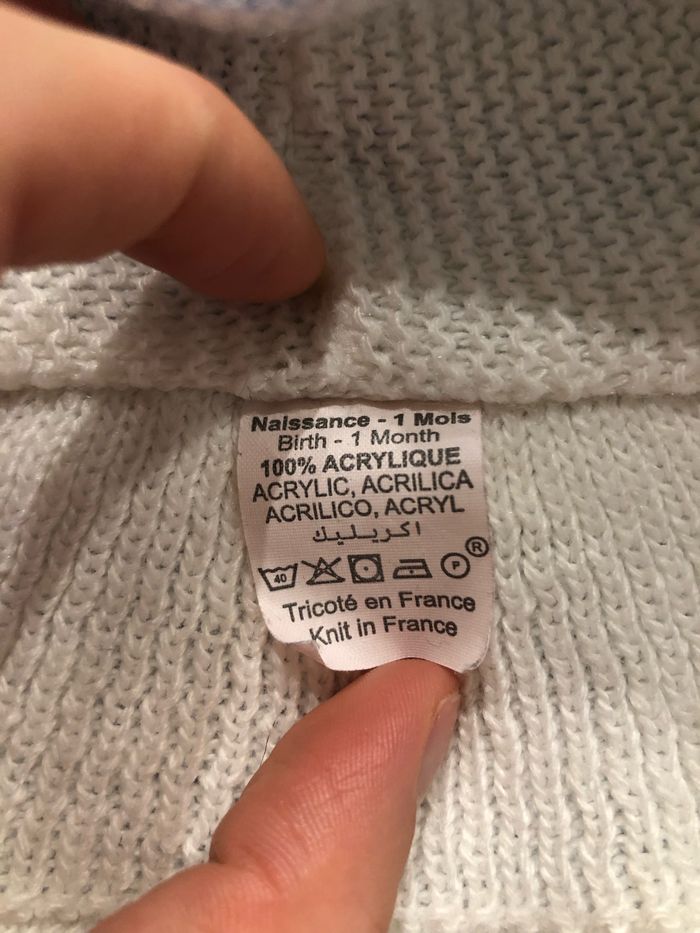 Naissance - 1 Mois
Birth - 1 Month
100% ACRYLIQUE
ACRYLIC, ACRILICA
ACRILICO, ACRYL
اكريليك
40 P ®
Tricoté en France
Knit in France